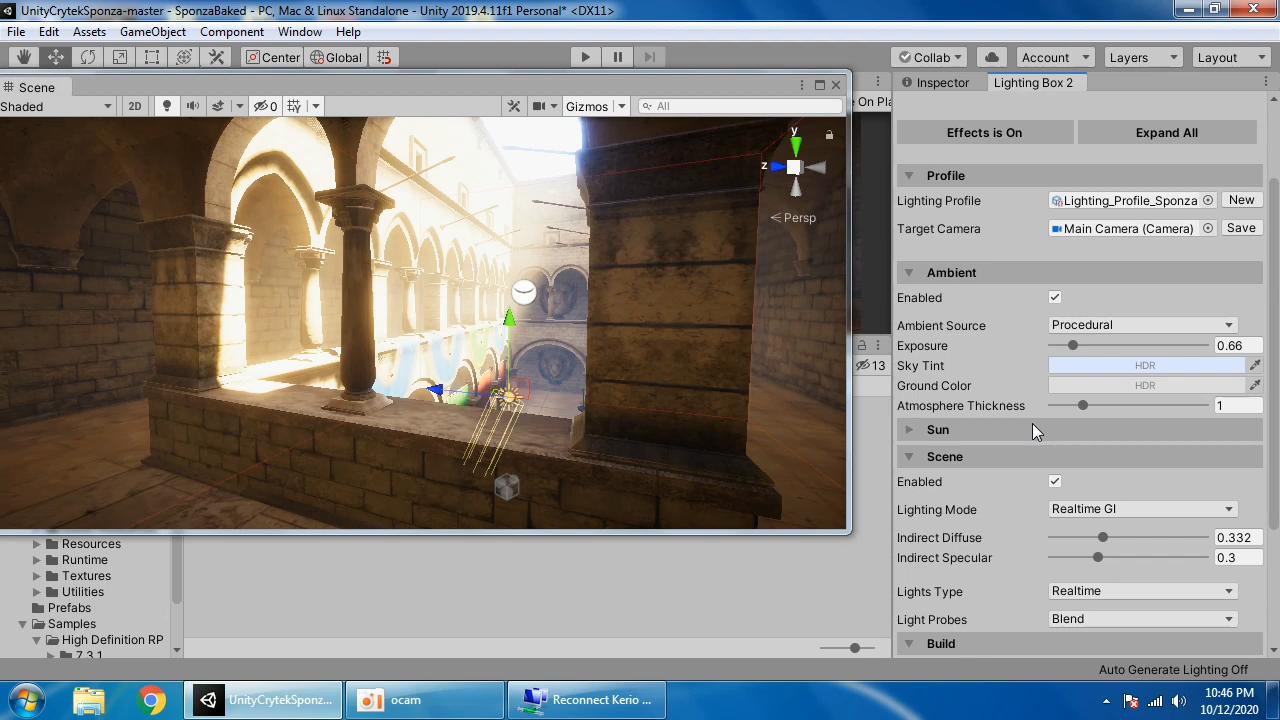 UnityCrytekSponza-master - SponzaBaked - PC, Mac & Linux Standalone - Unity 2019.4.11f1 Personal* <DX11>
File Edit Assets GameObject Component Window Help
Center Global Collab Account Layers Layout
Scene
Shaded 2D 0 Gizmos All
y
z
Persp
e On Pla
13
Inspector Lighting Box 2
Effects is On Expand All
Profile
Lighting Profile Lighting_Profile_Sponza New
Target Camera Main Camera (Camera) Save
Ambient
Enabled
Ambient Source Procedural
Exposure 0.66
Sky Tint HDR
Ground Color HDR
Atmosphere Thickness 1
Sun
Scene
Enabled
Lighting Mode Realtime GI
Indirect Diffuse 0.332
Indirect Specular 0.3
Lights Type Realtime
Light Probes Blend
Build
Resources
Runtime
Textures
Utilities
Prefabs
Samples
High Definition RP
7.3.1
Auto Generate Lighting Off
UnityCrytekSponz... ocam Reconnect Kerio ...
10:46 PM
10/12/2020